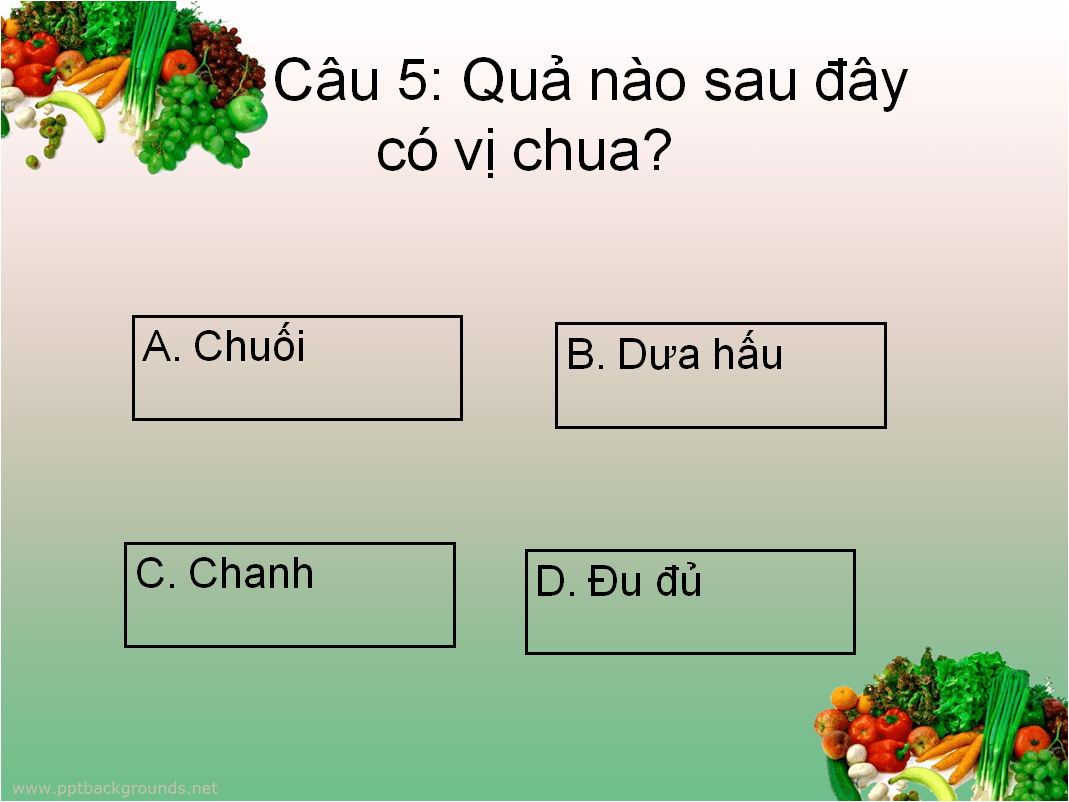 Câu 5: Quả nào sau đây
có vị chua?
A. Chuối
B. Dưa hấu
C. Chanh
D. Đu đủ
www.pptbackgrounds.net